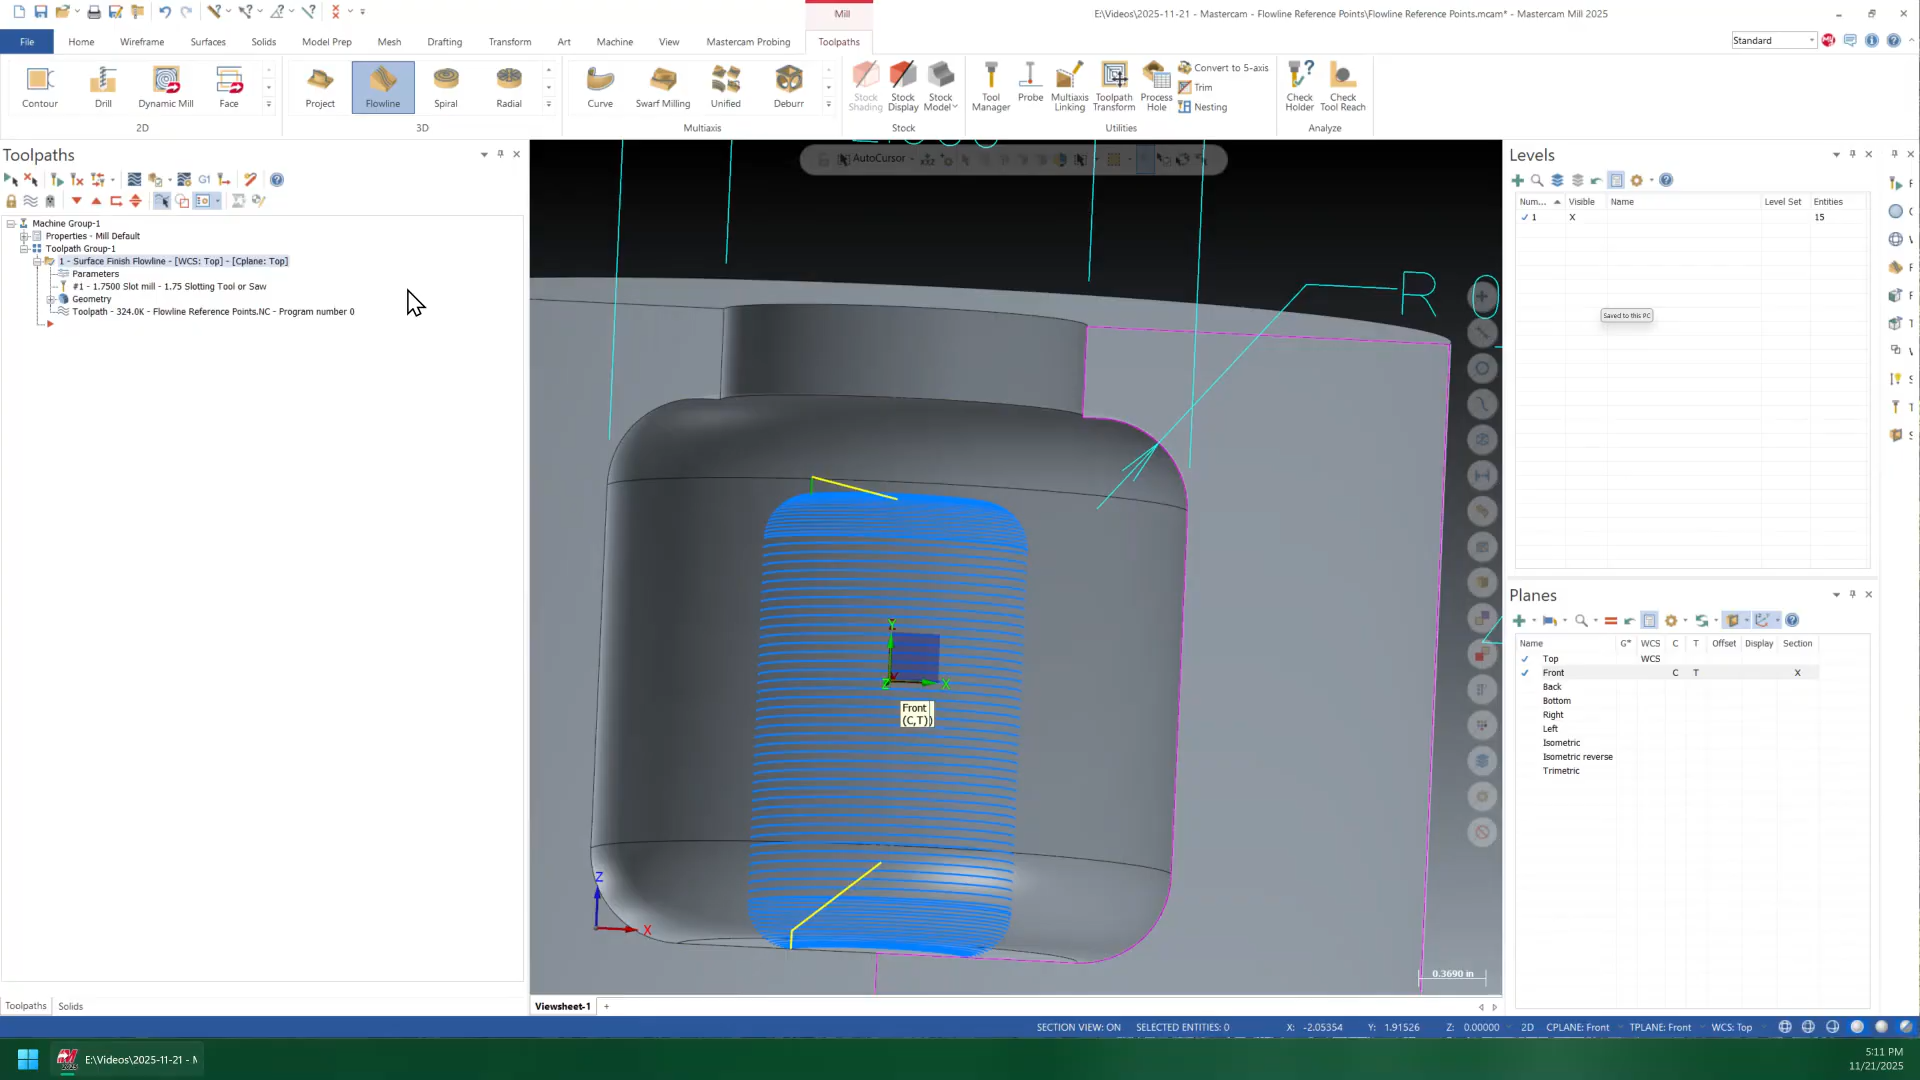 Mill
E:\Videos\2025-11-21 - Mastercam - Flowline Reference Points\Flowline Reference Points.mcam* - Mastercam Mill 2025
File Home Wireframe Surfaces Solids Model Prep Mesh Drafting Transform Art Machine View Mastercam Probing Toolpaths
Standard
Contour Drill Dynamic Mill Face
2D
Project Flowline Spiral Radial
3D
Curve Swarf Milling Unified Deburr
Multiaxis
Stock Shading Stock Display Stock Model
Stock
Tool Manager Probe Multiaxis Linking Toolpath Transform Process Hole
Convert to 5-axis
Trim
Nesting
Utilities
Check Holder Check Tool Reach
Analyze
Toolpaths
G1
Machine Group-1
Properties - Mill Default
Toolpath Group-1
1 - Surface Finish Flowline - [WCS: Top] - [Cplane: Top]
Parameters
#1 - 1.7500 Slot mill - 1.75 Slotting Tool or Saw
Geometry
Toolpath - 324.0K - Flowline Reference Points.NC - Program number 0
Toolpaths Solids
AutoCursor
R 0
Y
Z X
Front
(C,T)
Z
X
0.3690 in
Viewsheet-1 +
Levels
Num... Visible Name Level Set Entities
1 X 15
Saved to this PC
Planes
Name G* WCS C T Offset Display Section
Top WCS
Front C T X
Back
Bottom
Right
Left
Isometric
Isometric reverse
Trimetric
SECTION VIEW: ON SELECTED ENTITIES: 0 X: -2.05354 Y: 1.91526 Z: 0.00000 2D CPLANE: Front TPLANE: Front WCS: Top
E:\Videos\2025-11-21 - M
5:11 PM
11/21/2025